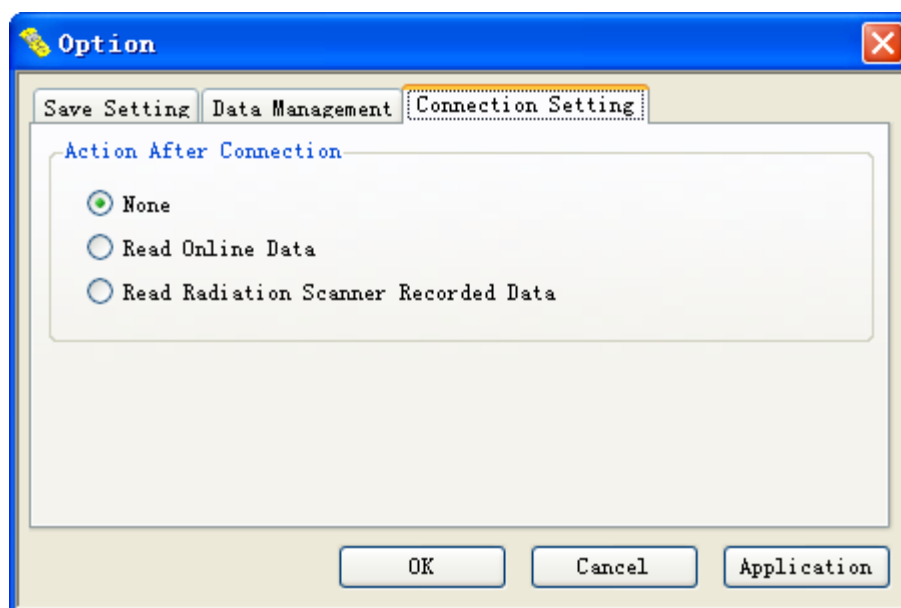 Option
Save Setting Data Management Connection Setting
Action After Connection
None
Read Online Data
Read Radiation Scanner Recorded Data
OK Cancel Application